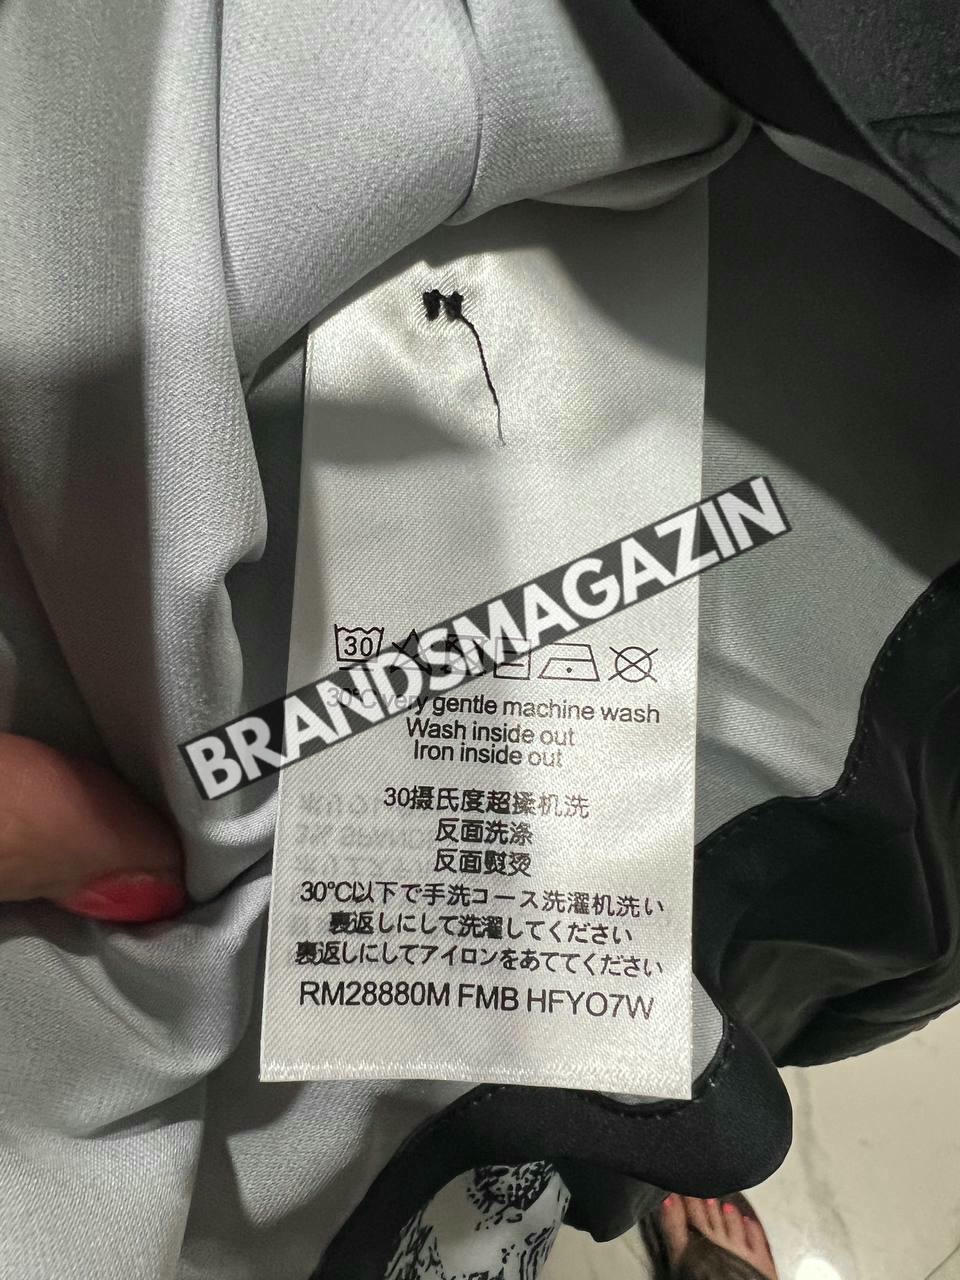 BRANDSMAGAZIN
30
30°C very gentle machine wash
Wash inside out
Iron inside out
30摄氏度超揉机洗
反面洗涤
反面熨烫
30°C以下で手洗コース洗濯机洗い
裏返しにして洗濯してください
裏返しにしてアイロンをあててください
RM28880M FMB HFYO7W